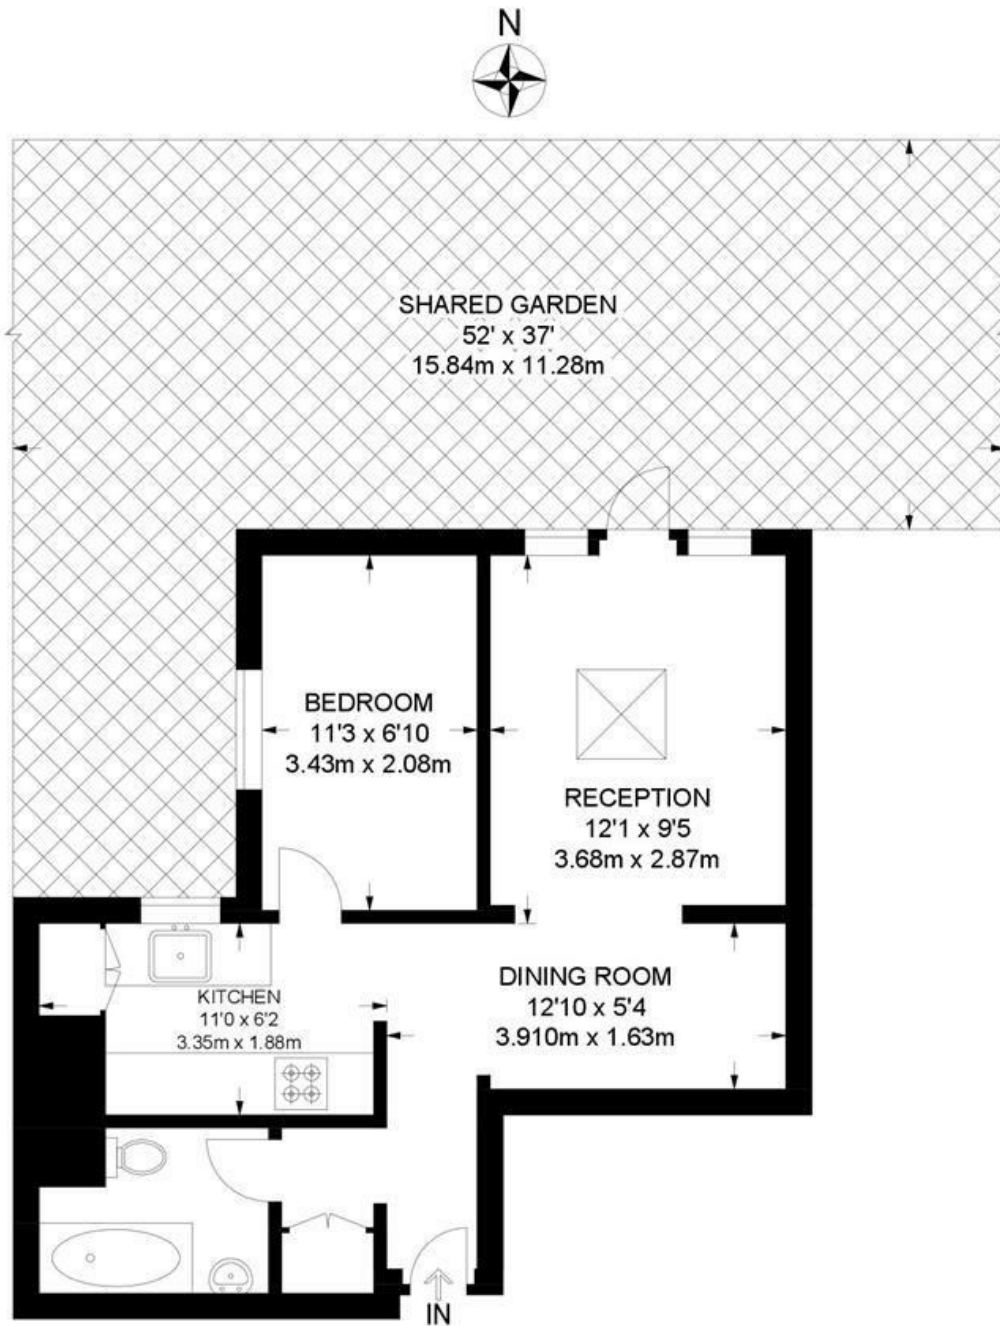 N
SHARED GARDEN
52' x 37'
15.84m x 11.28m
BEDROOM
11'3 x 6'10
3.43m x 2.08m
RECEPTION
12'1 x 9'5
3.68m x 2.87m
KITCHEN
11'0 x 6'2
3.35m x 1.88m
DINING ROOM
12'10 x 5'4
3.910m x 1.63m
IN